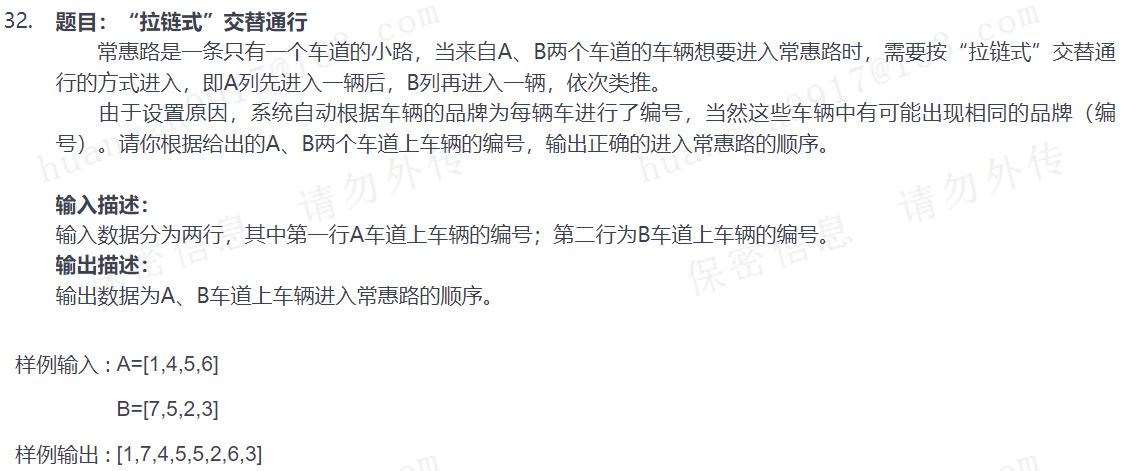 32. 题目：“拉链式”交替通行
常惠路是一条只有一个车道的小路，当来自A、B两个车道的车辆想要进入常惠路时，需要按“拉链式”交替通
行的方式进入，即A列先进入一辆后，B列再进入一辆，依次类推。
由于设置原因，系统自动根据车辆的品牌为每辆车进行了编号，当然这些车辆中有可能出现相同的品牌（编
号）。请你根据给出的A、B两个车道上车辆的编号，输出正确的进入常惠路的顺序。
输入描述：
输入数据分为两行，其中第一行A车道上车辆的编号；第二行为B车道上车辆的编号。
输出描述：
输出数据为A、B车道上车辆进入常惠路的顺序。
样例输入：A=[1,4,5,6]
B=[7,5,2,3]
样例输出：[1,7,4,5,5,2,6,3]
请勿外传
请勿外传
保密信息
保密信息